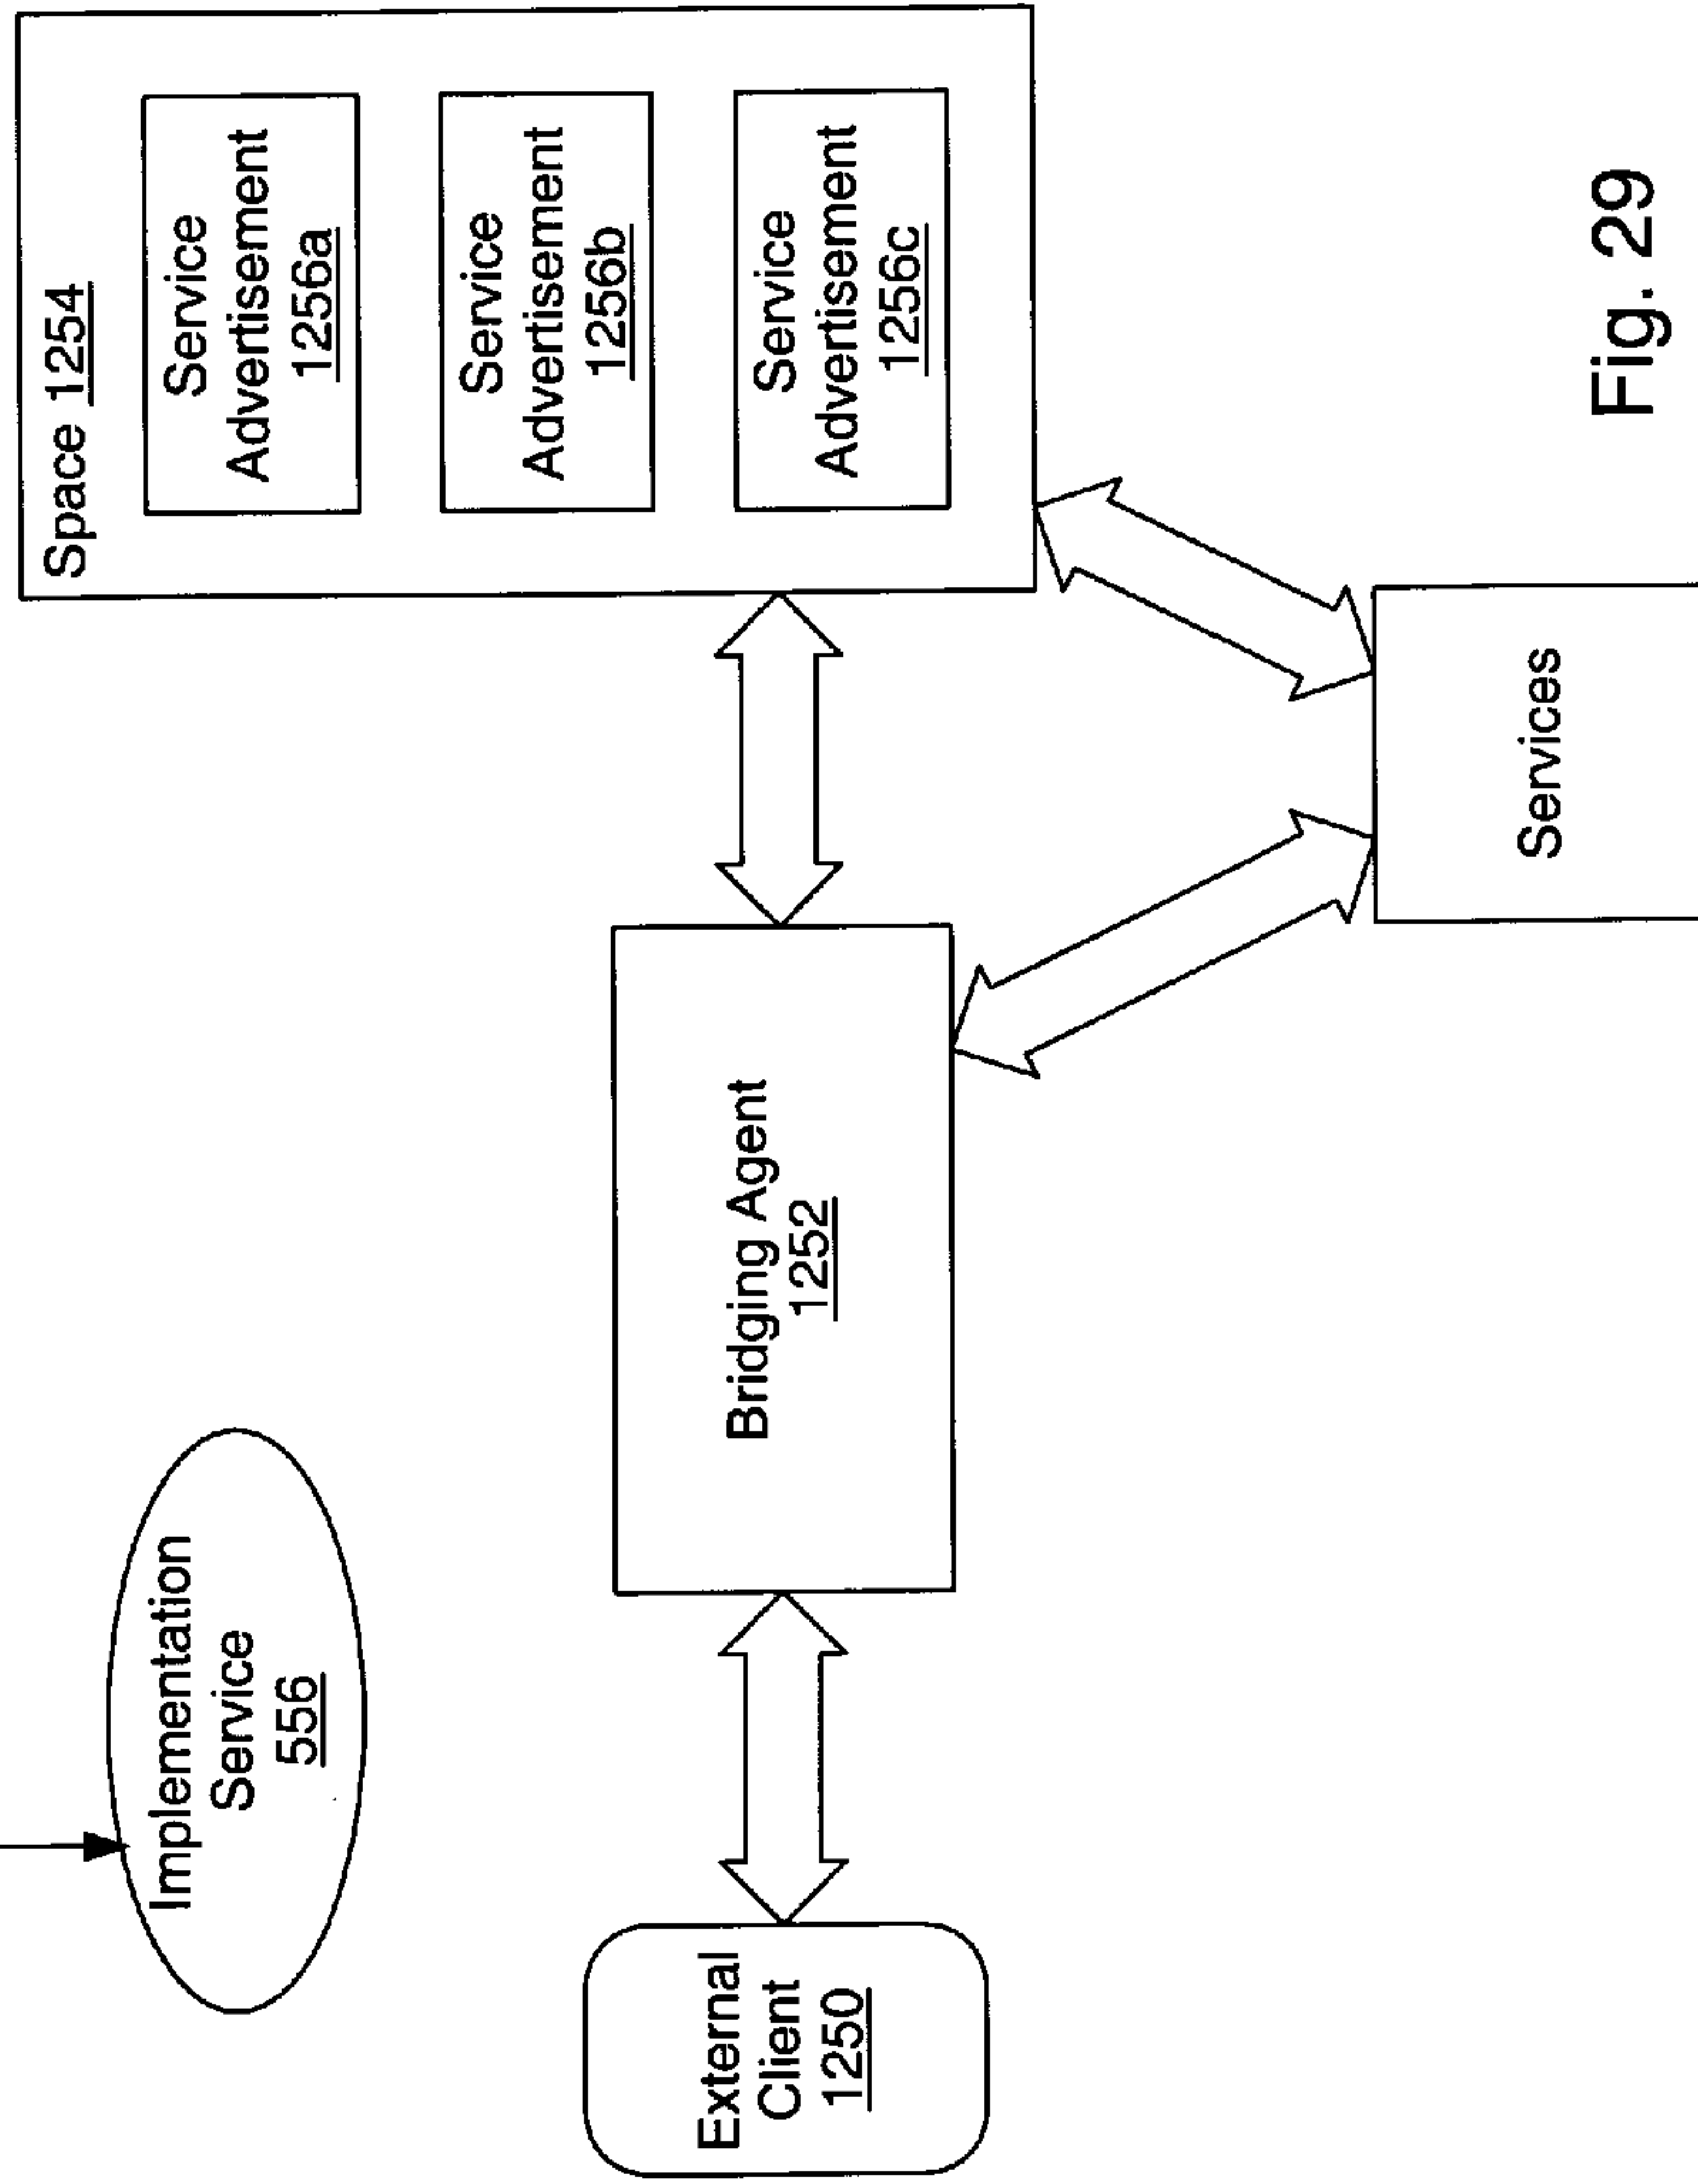 Implementation
Service
556
External
Client
1250
Bridging Agent
1252
Space 1254
Service
Advertisement
1256a
Service
Advertisement
1256b
Service
Advertisement
1256c
Services
Fig. 29